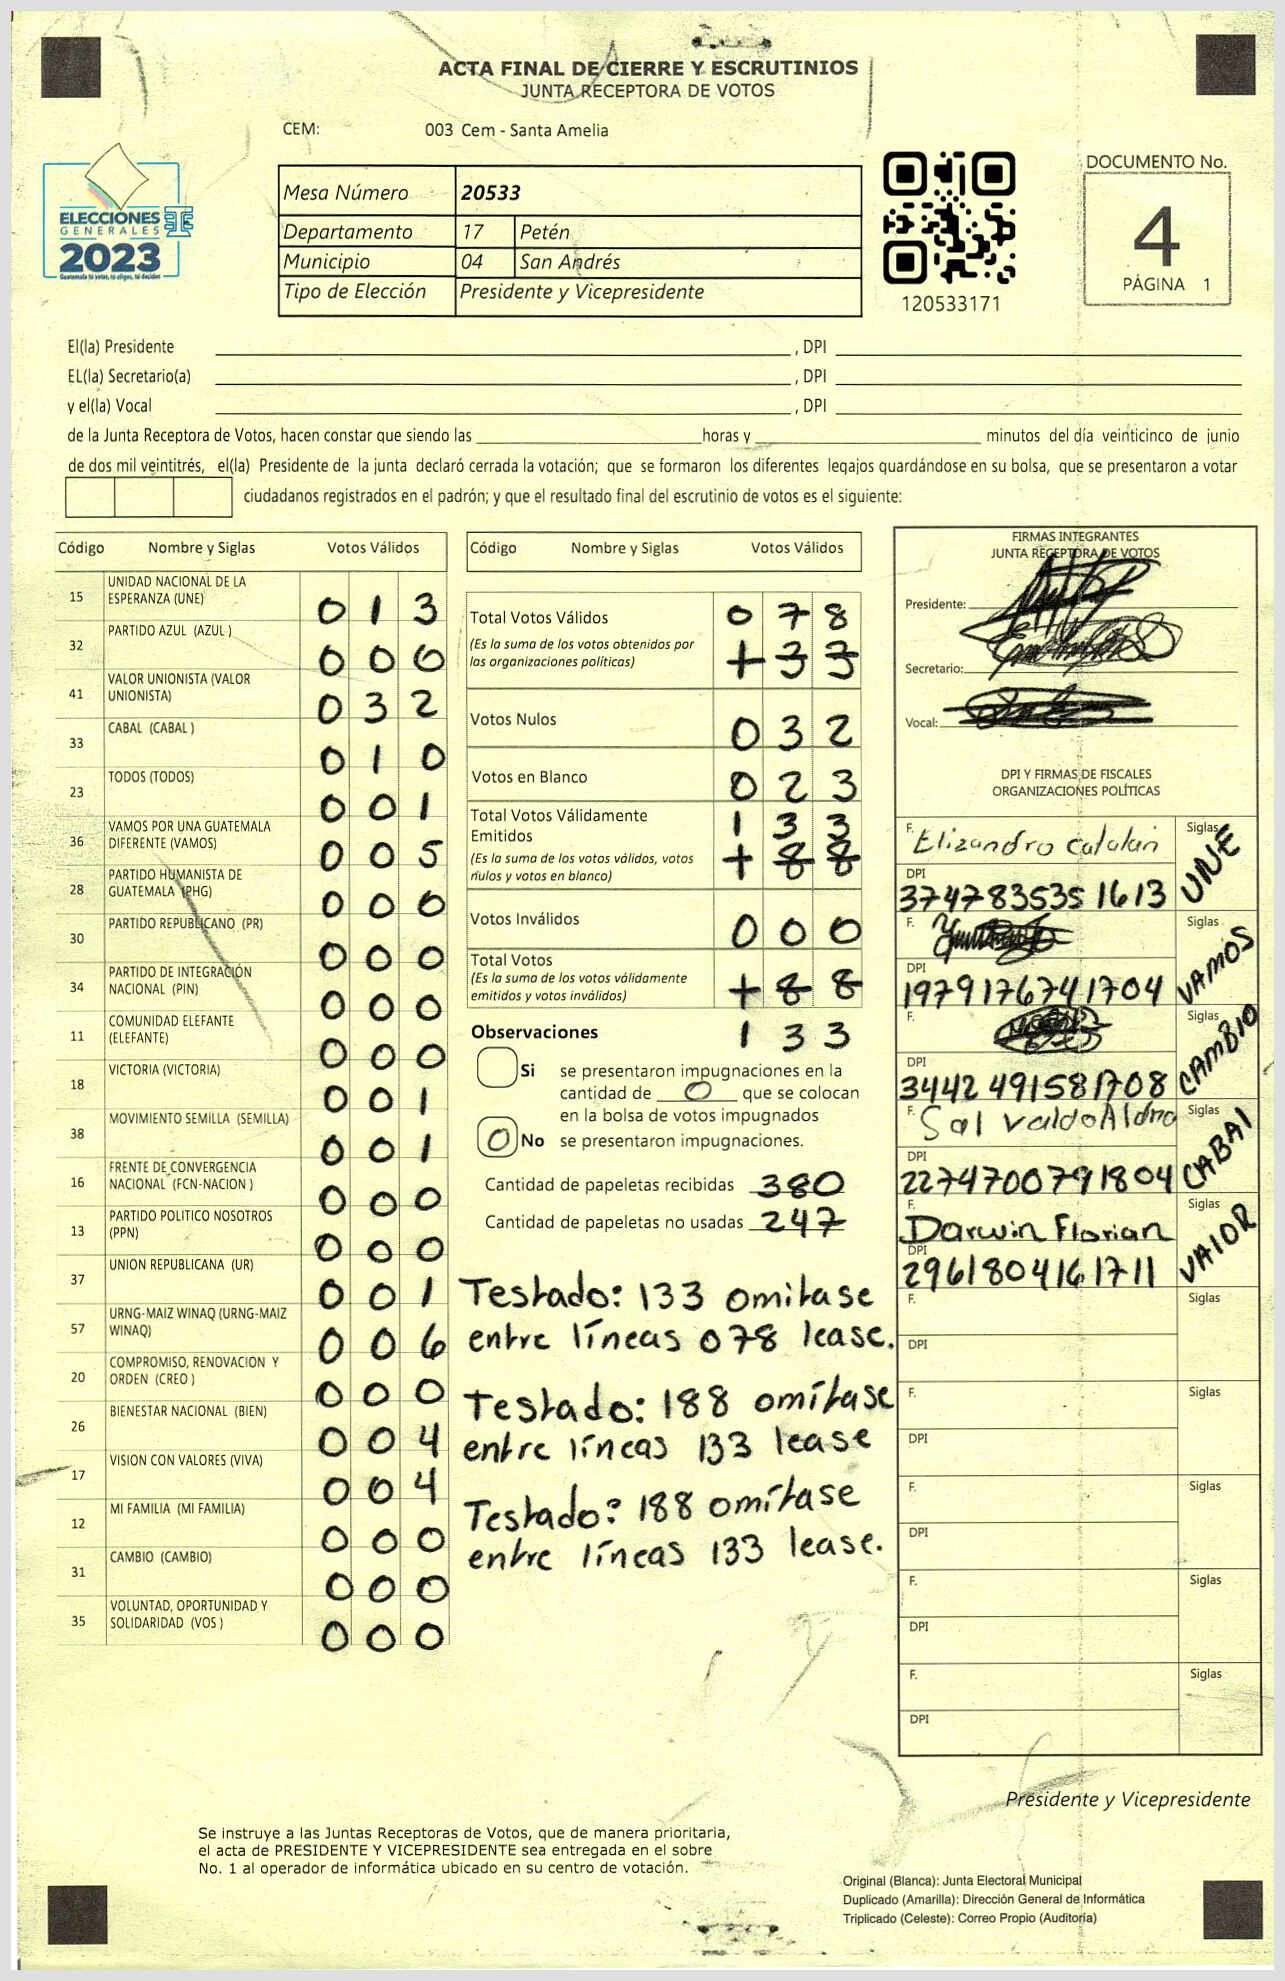 ACTA FINAL DE CIERRE Y ESCRUTINIOS
JUNTA RECEPTORA DE VOTOS
CEM: 003 Cem - Santa Amelia
ELECCIONES
GENERALES
2023
Guatemala tú votas, tú eliges, tú decides
Mesa Número 20533
Departamento 17 Petén
Municipio 04 San Andrés
Tipo de Elección Presidente y Vicepresidente
120533171
DOCUMENTO No.
4
PÁGINA 1
El(la) Presidente , DPI
EL(la) Secretario(a) , DPI
y el(la) Vocal , DPI
de la Junta Receptora de Votos, hacen constar que siendo las horas y minutos del día veinticinco de junio
de dos mil veintitrés, el(la) Presidente de la junta declaró cerrada la votación; que se formaron los diferentes legajos quardándose en su bolsa, que se presentaron a votar
ciudadanos registrados en el padrón; y que el resultado final del escrutinio de votos es el siguiente:
Código Nombre y Siglas Votos Válidos
15 UNIDAD NACIONAL DE LA
ESPERANZA (UNE) 0 1 3
32 PARTIDO AZUL (AZUL ) 0 0 0
41 VALOR UNIONISTA (VALOR
UNIONISTA) 0 3 2
33 CABAL (CABAL ) 0 1 0
23 TODOS (TODOS) 0 0 1
36 VAMOS POR UNA GUATEMALA
DIFERENTE (VAMOS) 0 0 5
28 PARTIDO HUMANISTA DE
GUATEMALA (PHG) 0 0 0
30 PARTIDO REPUBLICANO (PR) 0 0 0
34 PARTIDO DE INTEGRACIÓN
NACIONAL (PIN) 0 0 0
11 COMUNIDAD ELEFANTE
(ELEFANTE) 0 0 0
18 VICTORIA (VICTORIA) 0 0 1
38 MOVIMIENTO SEMILLA (SEMILLA) 0 0 1
16 FRENTE DE CONVERGENCIA
NACIONAL (FCN-NACION ) 0 0 0
13 PARTIDO POLITICO NOSOTROS
(PPN) 0 0 0
37 UNION REPUBLICANA (UR) 0 0 1
57 URNG-MAIZ WINAQ (URNG-MAIZ
WINAQ) 0 0 6
20 COMPROMISO, RENOVACION Y
ORDEN (CREO ) 0 0 0
26 BIENESTAR NACIONAL (BIEN) 0 0 4
17 VISION CON VALORES (VIVA) 0 0 4
12 MI FAMILIA (MI FAMILIA) 0 0 0
31 CAMBIO (CAMBIO) 0 0 0
35 VOLUNTAD, OPORTUNIDAD Y
SOLIDARIDAD (VOS ) 0 0 0
Código Nombre y Siglas Votos Válidos
Total Votos Válidos 0 7 8
(Es la suma de los votos obtenidos por
las organizaciones políticas) 1 3 3
Votos Nulos 0 3 2
Votos en Blanco 0 2 3
Total Votos Válidamente
Emitidos 1 3 3
(Es la suma de los votos válidos, votos
nulos y votos en blanco) 1 8 8
Votos Inválidos 0 0 0
Total Votos
(Es la suma de los votos válidamente
emitidos y votos inválidos) 1 8 8
Observaciones 1 3 3
Si se presentaron impugnaciones en la
cantidad de 0 que se colocan
en la bolsa de votos impugnados
0 No se presentaron impugnaciones.
Cantidad de papeletas recibidas 380
Cantidad de papeletas no usadas 247
Testado: 133 omitase
entre líneas 078 lease.
Testado: 188 omítase
entre líneas 133 lease
Testado: 188 omítase
entre líneas 133 lease.
FIRMAS INTEGRANTES
JUNTA RECEPTORA DE VOTOS
Presidente:
Secretario:
Vocal:
DPI Y FIRMAS DE FISCALES
ORGANIZACIONES POLÍTICAS
F. Elizandro Catalán Siglas UNE
DPI 374783535 1613
F. Siglas VAMOS
DPI 1979176741704
F. Siglas CAMBIO
DPI 3442 491581708
F. Sal Valdo Aldna Siglas CABAl
DPI 2274700791804
F. Darwin Florian Siglas VAlOR
DPI 2961804161711
F. Siglas
DPI
F. Siglas
DPI
F. Siglas
DPI
F. Siglas
DPI
F. Siglas
DPI
Presidente y Vicepresidente
Se instruye a las Juntas Receptoras de Votos, que de manera prioritaria,
el acta de PRESIDENTE Y VICEPRESIDENTE sea entregada en el sobre
No. 1 al operador de informática ubicado en su centro de votación.
Original (Blanca): Junta Electoral Municipal
Duplicado (Amarilla): Dirección General de Informática
Triplicado (Celeste): Correo Propio (Auditoría)